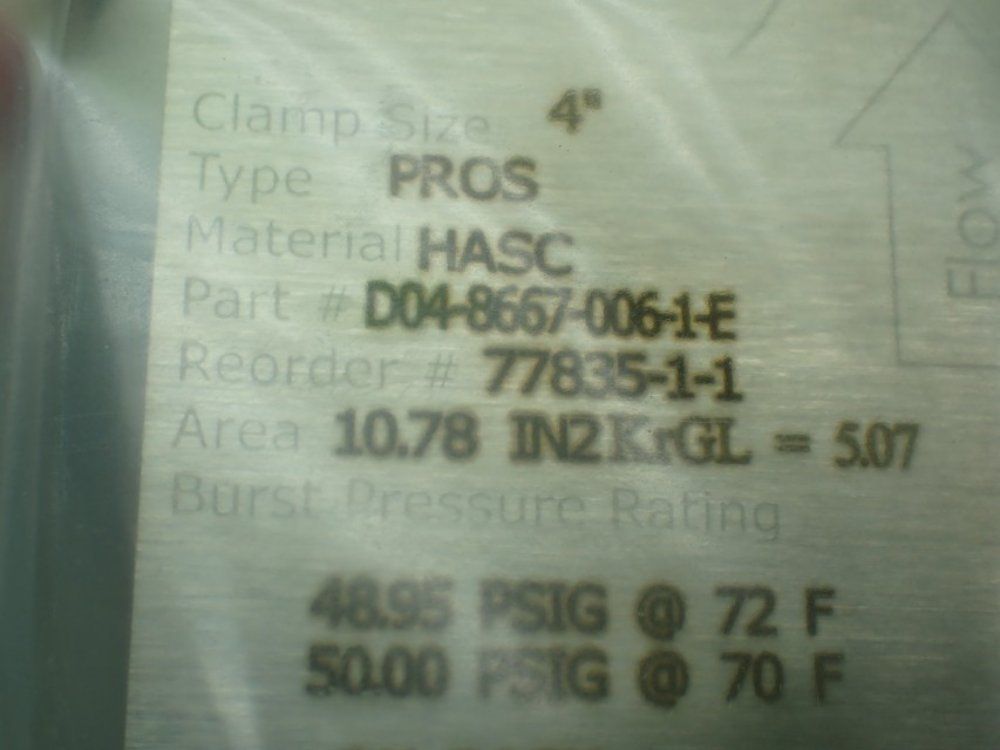 Clamp Size 4"
Type PROS
Material HASC
Part # D04-8667-006-1-E
Reorder # 77835-1-1
Area 10.78 IN2 KrGL = 5.07
Burst Pressure Rating
48.95 PSIG @ 72 F
50.00 PSIG @ 70 F
Flow